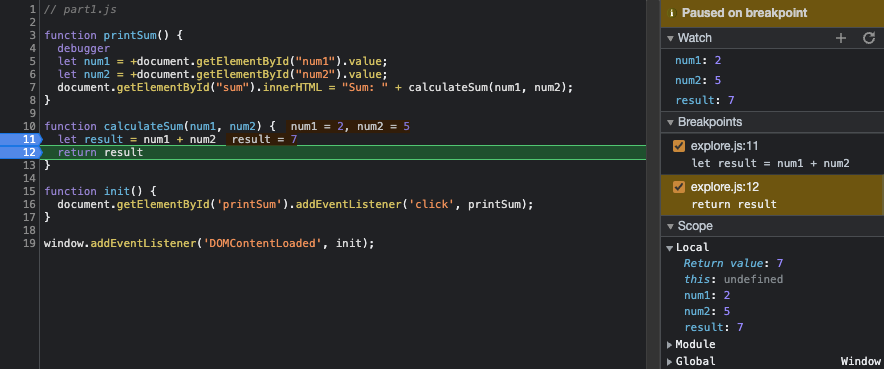 1 // part1.js
2
3 function printSum() {
4 debugger
5 let num1 = +document.getElementById("num1").value;
6 let num2 = +document.getElementById("num2").value;
7 document.getElementById("sum").innerHTML = "Sum: " + calculateSum(num1, num2);
8 }
9
10 function calculateSum(num1, num2) { num1 = 2, num2 = 5
11 let result = num1 + num2 result = 7
12 return result
13 }
14
15 function init() {
16 document.getElementById('printSum').addEventListener('click', printSum);
17 }
18
19 window.addEventListener('DOMContentLoaded', init);
i Paused on breakpoint
Watch
num1: 2
num2: 5
result: 7
Breakpoints
explore.js:11
let result = num1 + num2
explore.js:12
return result
Scope
Local
Return value: 7
this: undefined
num1: 2
num2: 5
result: 7
Module
Global Window